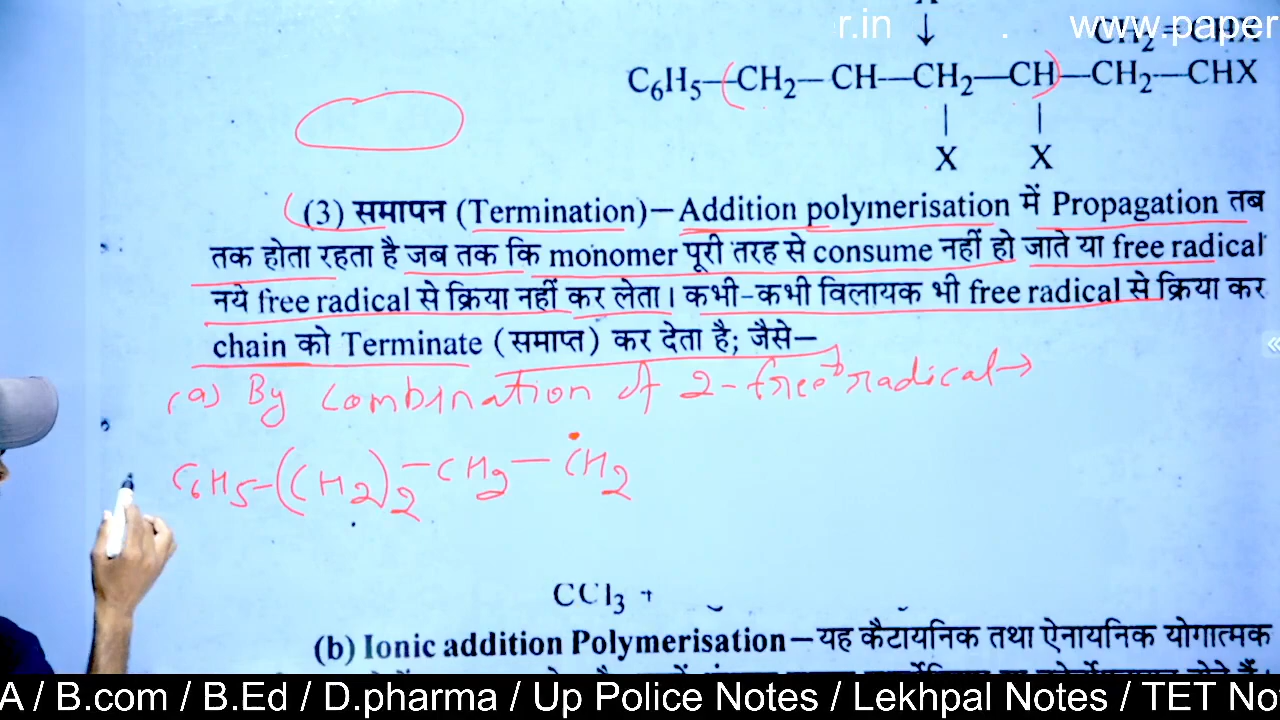 r.in . www.paper
CH2=CHX
C6H5—CH2—CH—CH2—CH—CH2—CHX
X X
(3) समापन (Termination)—Addition polymerisation में Propagation तब
तक होता रहता है जब तक कि monomer पूरी तरह से consume नहीं हो जाते या free radical
नये free radical से क्रिया नहीं कर लेता। कभी-कभी विलायक भी free radical से क्रिया कर
chain को Terminate (समाप्त) कर देता है; जैसे—
(a) By Combination of 2-free radical→
C6H5-(CH2)2-CH2-ĊH2
CCl3 +
(b) Ionic addition Polymerisation—यह कैटायनिक तथा ऐनायनिक योगात्मक
A / B.com / B.Ed / D.pharma / Up Police Notes / Lekhpal Notes / TET No